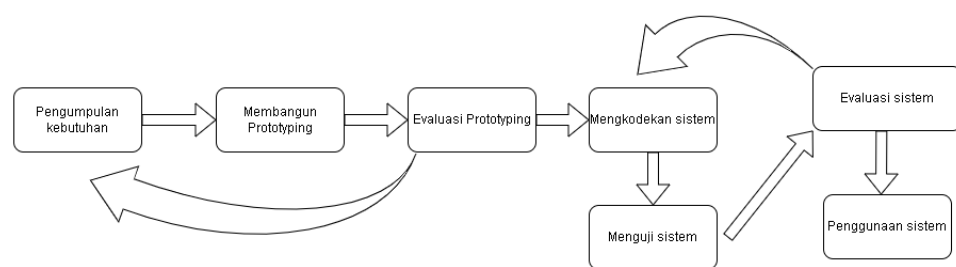 Pengumpulan
kebutuhan
Membangun
Prototyping
Evaluasi Prototyping
Mengkodekan sistem
Menguji sistem
Evaluasi sistem
Penggunaan sistem